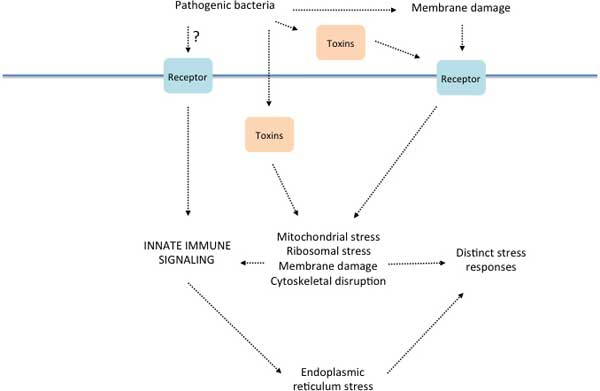 Pathogenic bacteria
Membrane damage
?
Toxins
Receptor
Receptor
Toxins
INNATE IMMUNE
SIGNALING
Mitochondrial stress
Ribosomal stress
Membrane damage
Cytoskeletal disruption
Distinct stress
responses
Endoplasmic
reticulum stress